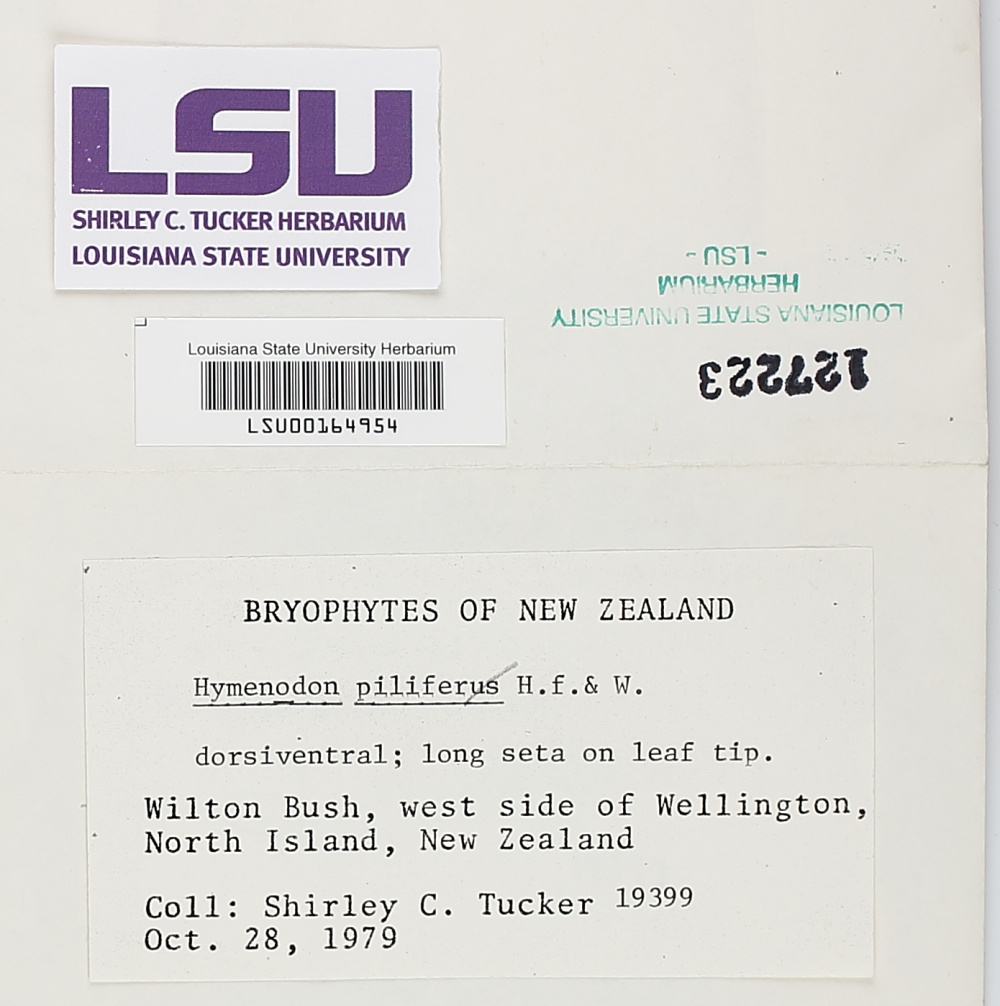 LSU
SHIRLEY C. TUCKER HERBARIUM
LOUISIANA STATE UNIVERSITY
Louisiana State University Herbarium
LSU00164954
127223
LOUISIANA STATE UNIVERSITY
HERBARIUM
- LSU -
BRYOPHYTES OF NEW ZEALAND
Hymenodon piliferus H.f.& W.
dorsiventral; long seta on leaf tip.
Wilton Bush, west side of Wellington,
North Island, New Zealand
Coll: Shirley C. Tucker 19399
Oct. 28, 1979